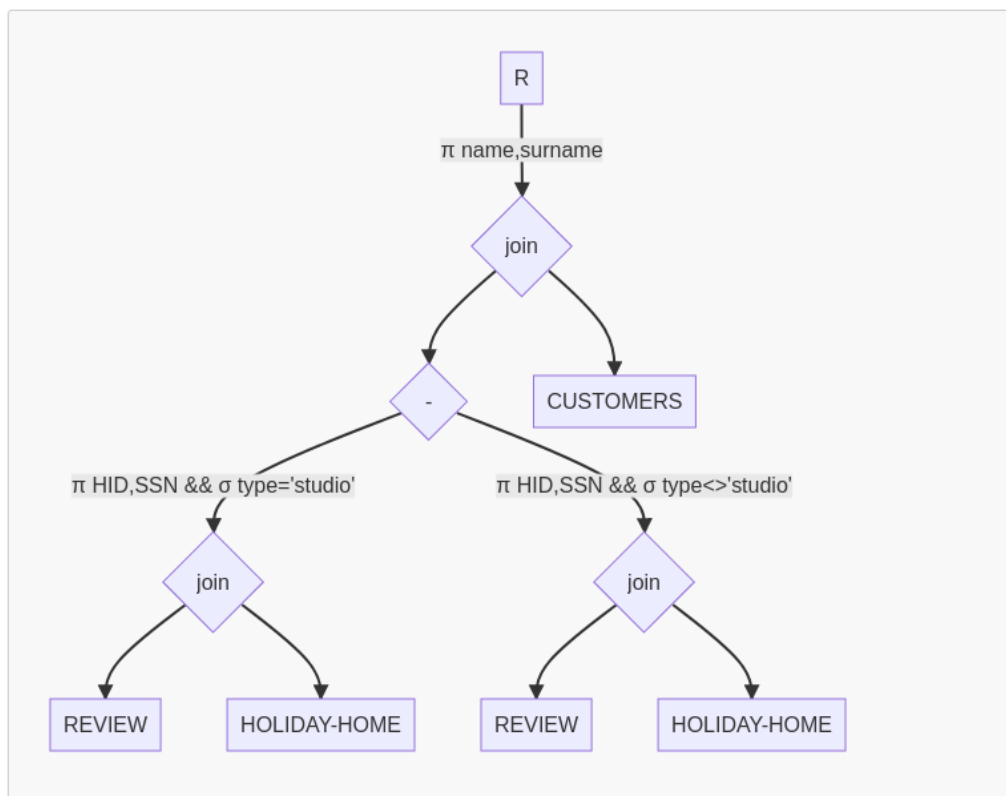 R
π name,surname
join
-
CUSTOMERS
π HID,SSN && σ type='studio'
π HID,SSN && σ type<>'studio'
join
join
REVIEW
HOLIDAY-HOME
REVIEW
HOLIDAY-HOME